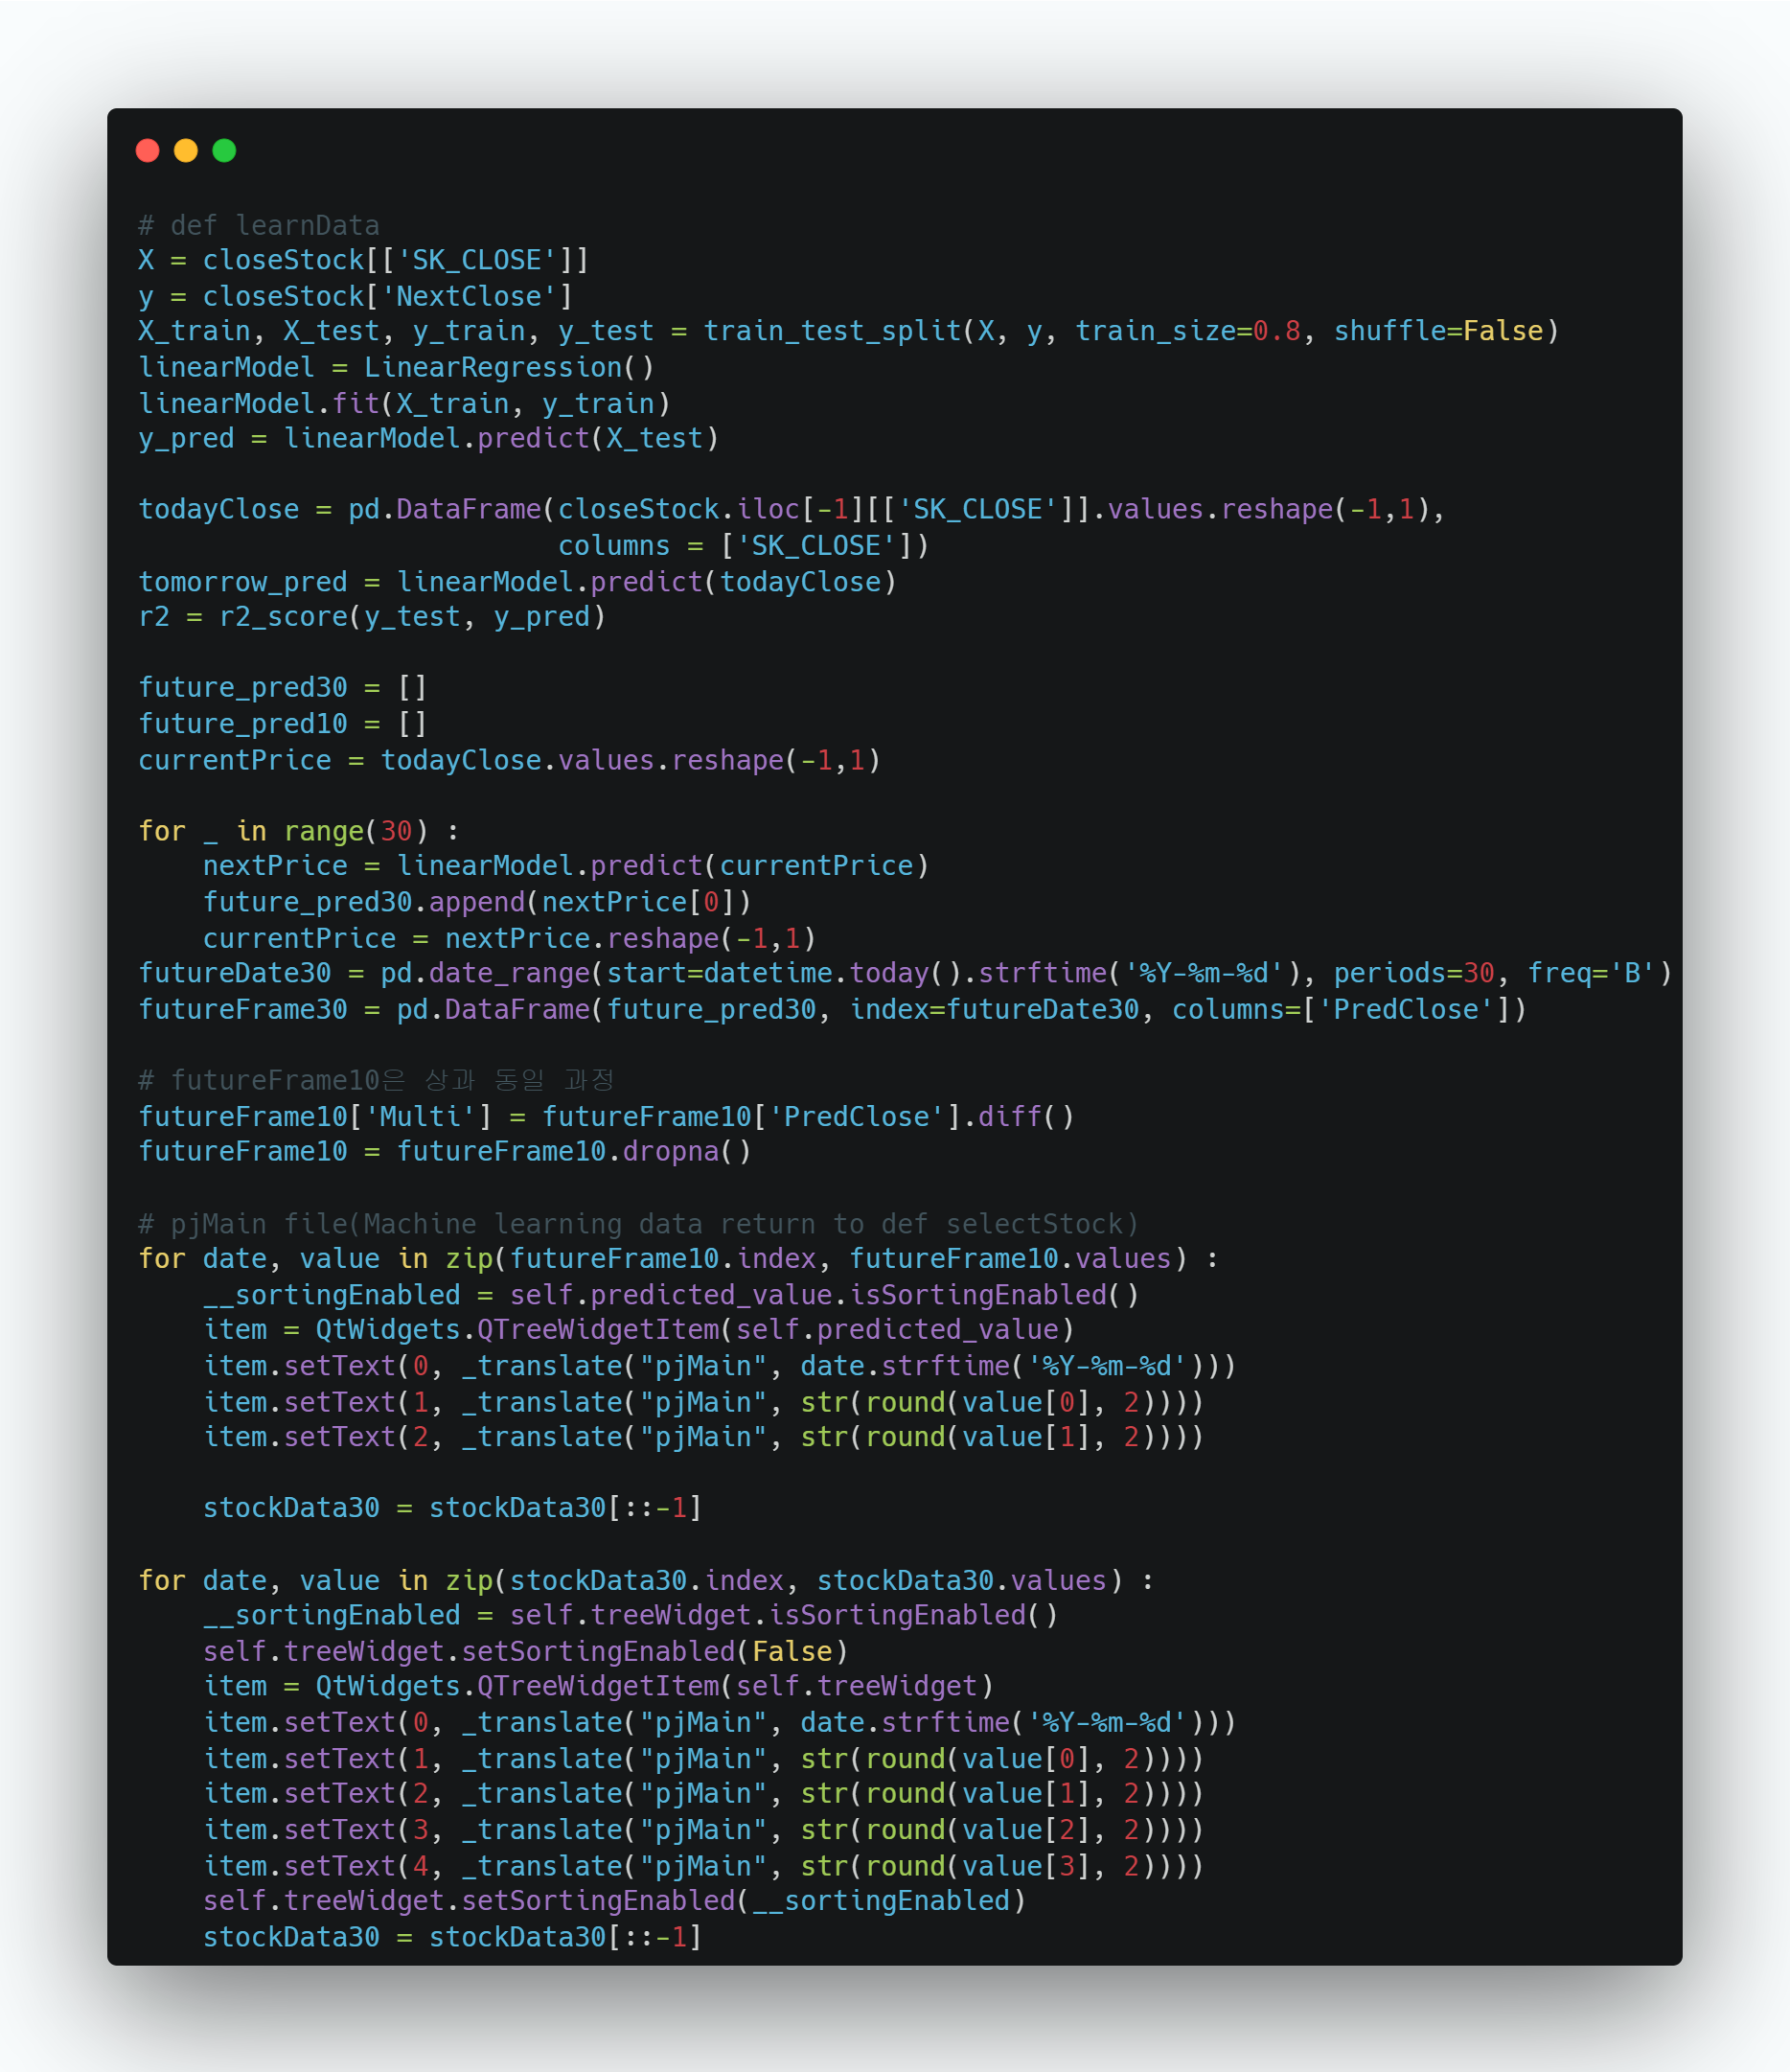 # def learnData
X = closeStock[['SK_CLOSE']]
y = closeStock['NextClose']
X_train, X_test, y_train, y_test = train_test_split(X, y, train_size=0.8, shuffle=False)
linearModel = LinearRegression()
linearModel.fit(X_train, y_train)
y_pred = linearModel.predict(X_test)

todayClose = pd.DataFrame(closeStock.iloc[-1][['SK_CLOSE']].values.reshape(-1,1),
                          columns = ['SK_CLOSE'])
tomorrow_pred = linearModel.predict(todayClose)
r2 = r2_score(y_test, y_pred)

future_pred30 = []
future_pred10 = []
currentPrice = todayClose.values.reshape(-1,1)

for _ in range(30) :
    nextPrice = linearModel.predict(currentPrice)
    future_pred30.append(nextPrice[0])
    currentPrice = nextPrice.reshape(-1,1)
futureDate30 = pd.date_range(start=datetime.today().strftime('%Y-%m-%d'), periods=30, freq='B')
futureFrame30 = pd.DataFrame(future_pred30, index=futureDate30, columns=['PredClose'])

# futureFrame10은 상과 동일 과정
futureFrame10['Multi'] = futureFrame10['PredClose'].diff()
futureFrame10 = futureFrame10.dropna()

# pjMain file(Machine learning data return to def selectStock)
for date, value in zip(futureFrame10.index, futureFrame10.values) :
    __sortingEnabled = self.predicted_value.isSortingEnabled()
    item = QtWidgets.QTreeWidgetItem(self.predicted_value)
    item.setText(0, _translate("pjMain", date.strftime('%Y-%m-%d')))
    item.setText(1, _translate("pjMain", str(round(value[0], 2))))
    item.setText(2, _translate("pjMain", str(round(value[1], 2))))

    stockData30 = stockData30[::-1]

for date, value in zip(stockData30.index, stockData30.values) :
    __sortingEnabled = self.treeWidget.isSortingEnabled()
    self.treeWidget.setSortingEnabled(False)
    item = QtWidgets.QTreeWidgetItem(self.treeWidget)
    item.setText(0, _translate("pjMain", date.strftime('%Y-%m-%d')))
    item.setText(1, _translate("pjMain", str(round(value[0], 2))))
    item.setText(2, _translate("pjMain", str(round(value[1], 2))))
    item.setText(3, _translate("pjMain", str(round(value[2], 2))))
    item.setText(4, _translate("pjMain", str(round(value[3], 2))))
    self.treeWidget.setSortingEnabled(__sortingEnabled)
    stockData30 = stockData30[::-1]